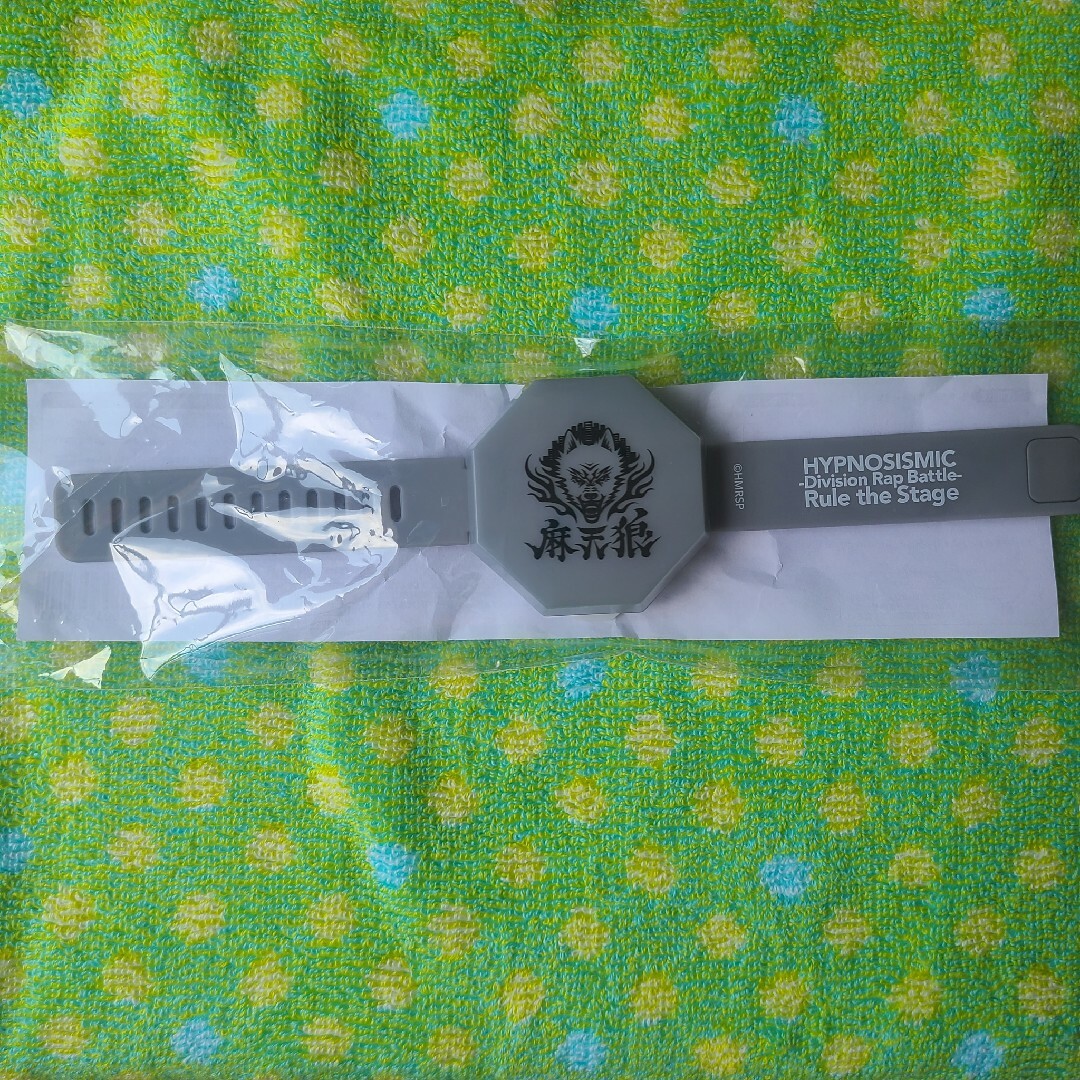 麻天狼
©HMRSP
HYPNOSISMIC
-Division Rap Battle-
Rule the Stage